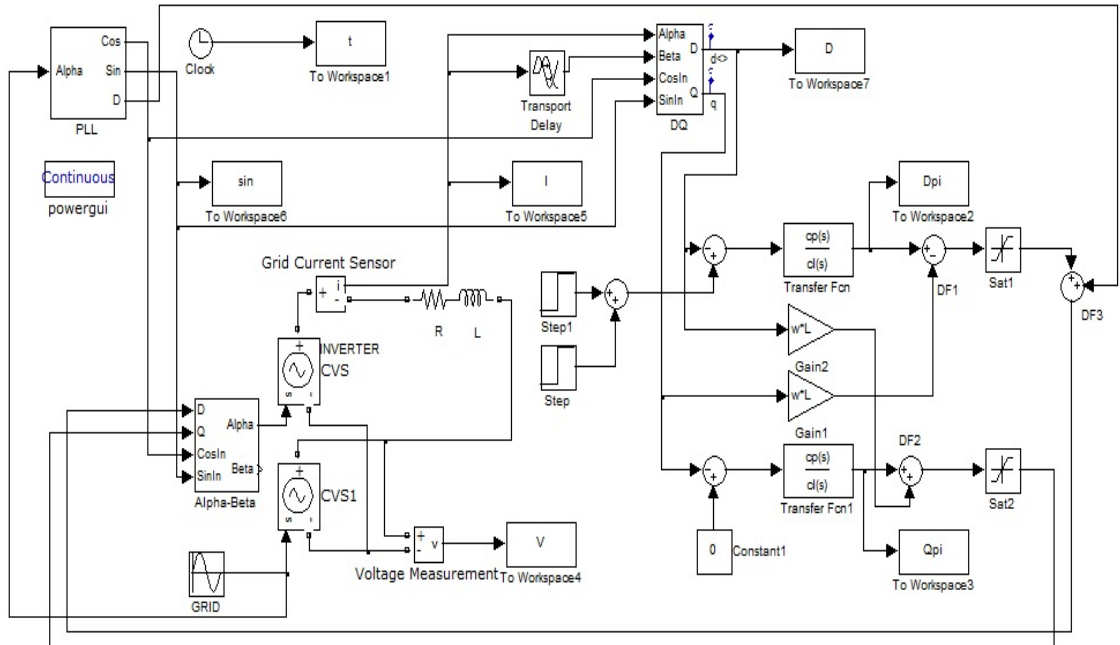 Cos
Alpha
Sin
D
PLL
Clock
t
To Workspace1
Transport
Delay
Alpha
Beta
CosIn
SinIn
D
Q
DQ
d<>
q
D
To Workspace7
Continuous
powergui
sin
To Workspace6
I
To Workspace5
Dpi
To Workspace2
Grid Current Sensor
+
i
-
R
L
Step1
Step
cp(s)
cl(s)
Transfer Fcn
DF1
Sat1
DF3
INVERTER
CVS
w*L
Gain2
w*L
Gain1
D
Q
CosIn
SinIn
Alpha
Beta
Alpha-Beta
CVS1
cp(s)
cl(s)
Transfer Fcn1
DF2
Sat2
0
Constant1
GRID
+
-
v
Voltage Measurement
V
To Workspace4
Qpi
To Workspace3